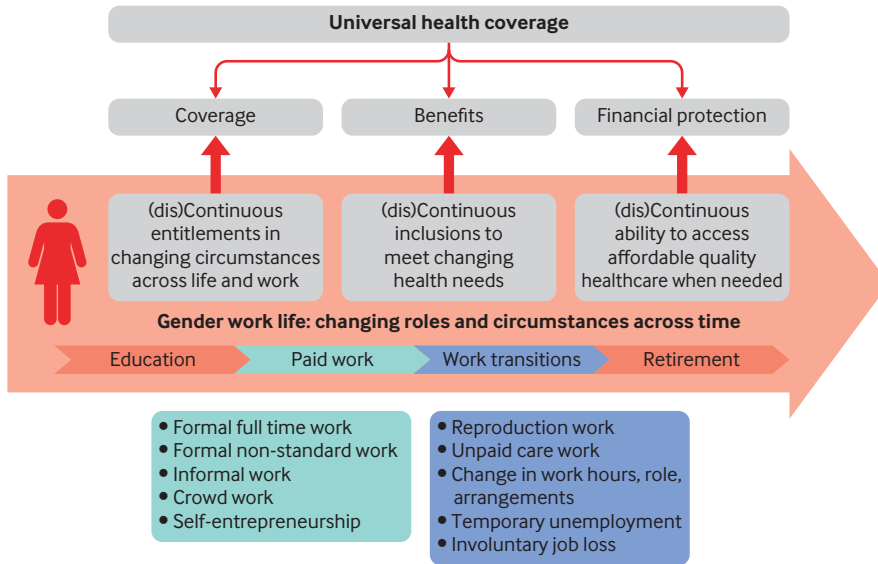 Universal health coverage
Coverage
Benefits
Financial protection
(dis)Continuous
entitlements in
changing circumstances
across life and work
(dis)Continuous
inclusions to
meet changing
health needs
(dis)Continuous
ability to access
affordable quality
healthcare when needed
Gender work life: changing roles and circumstances across time
Education
Paid work
Work transitions
Retirement
• Formal full time work
• Formal non-standard work
• Informal work
• Crowd work
• Self-entrepreneurship
• Reproduction work
• Unpaid care work
• Change in work hours, role,
arrangements
• Temporary unemployment
• Involuntary job loss